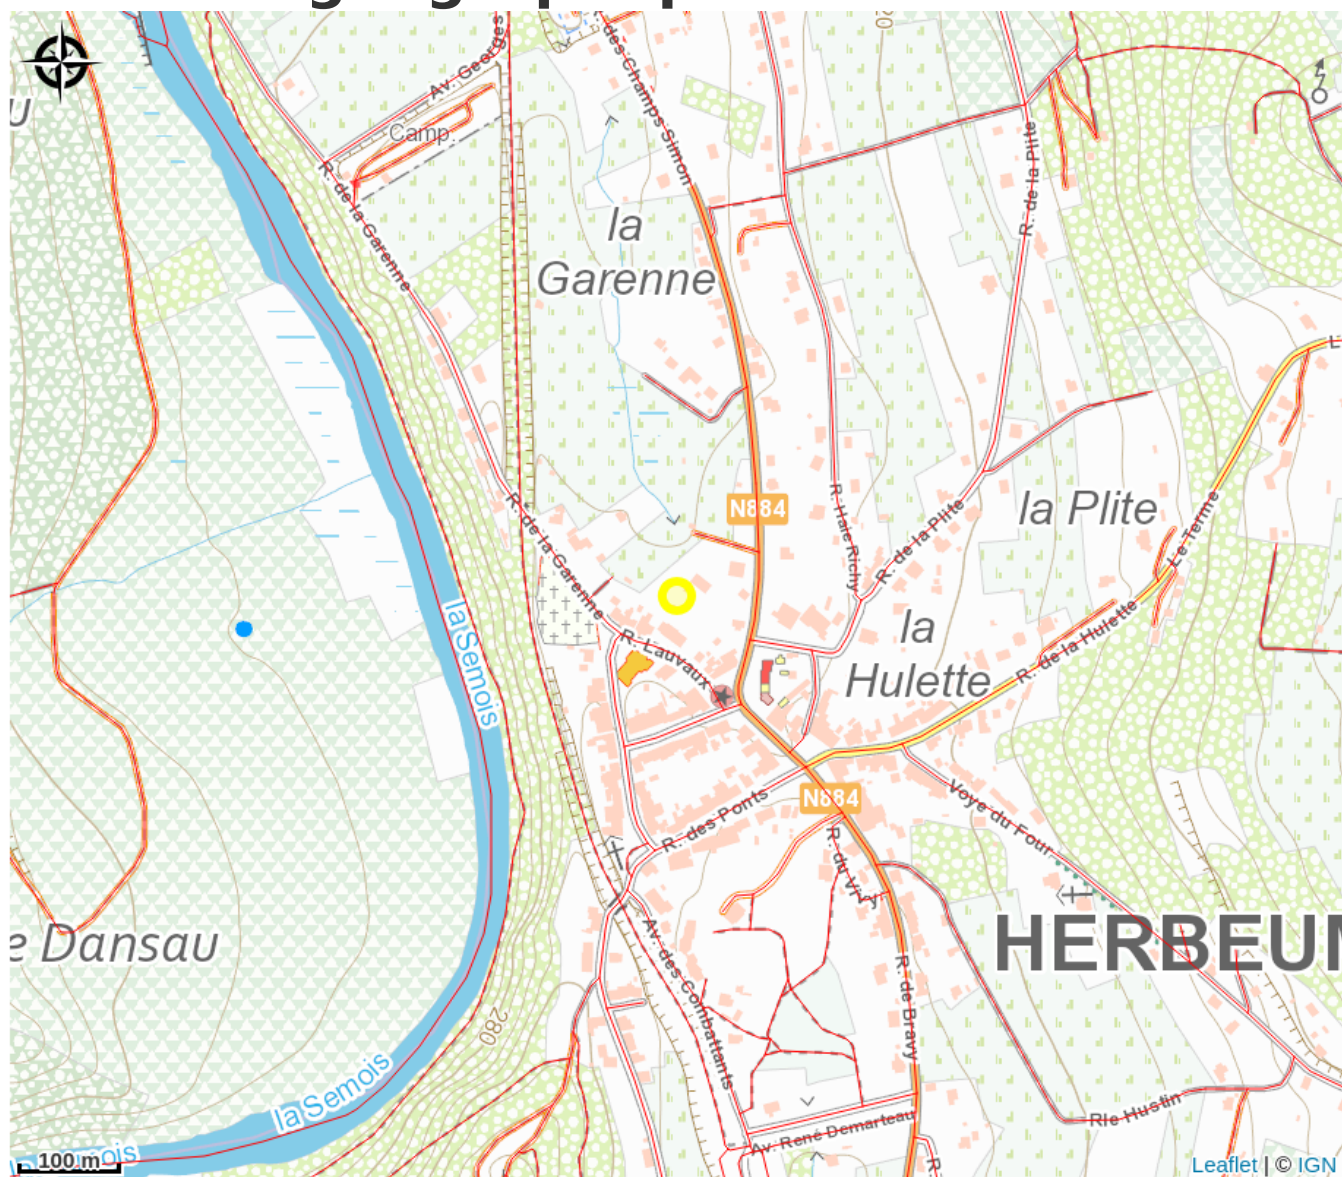 Av. Georges
R. des Champs Simon
Camp.
R. de la Plite
R. de la Garenne
la
Garenne
N884
R. Haie Richy
R. de la Plite
la Plite
Le Terme
R. de la Garenne
R. Lauvaux
la
Hulette
R. de la Hulette
la Semois
N884
R. des Ponts
Voye du Four
R. du Vi
HERBEUM
e Dansau
Av. des Combattants
R. de Bravy
280
la Semois
Rle Hustin
Av. René Demarteau
100 m
Leaflet | © IGN